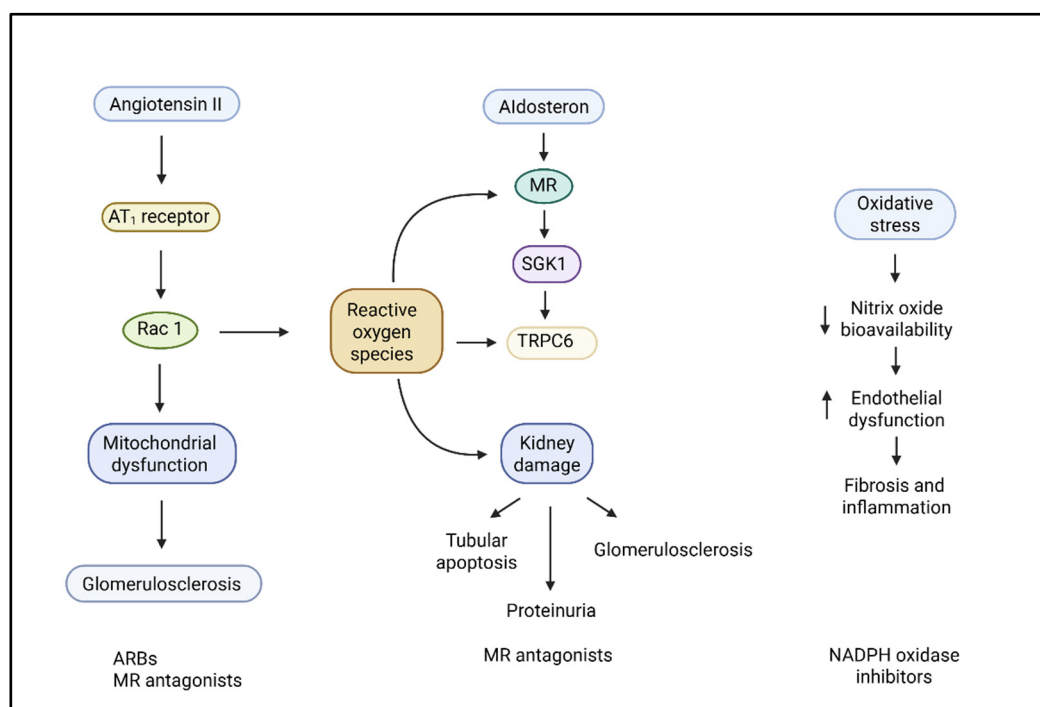 Angiotensin II
AT₁ receptor
Rac 1
Mitochondrial
dysfunction
Glomerulosclerosis
ARBs
MR antagonists
Reactive
oxygen
species
Aldosteron
MR
SGK1
TRPC6
Kidney
damage
Tubular
apoptosis
Proteinuria
Glomerulosclerosis
MR antagonists
Oxidative
stress
↓ Nitrix oxide
bioavailability
↑ Endothelial
dysfunction
Fibrosis and
inflammation
NADPH oxidase
inhibitors